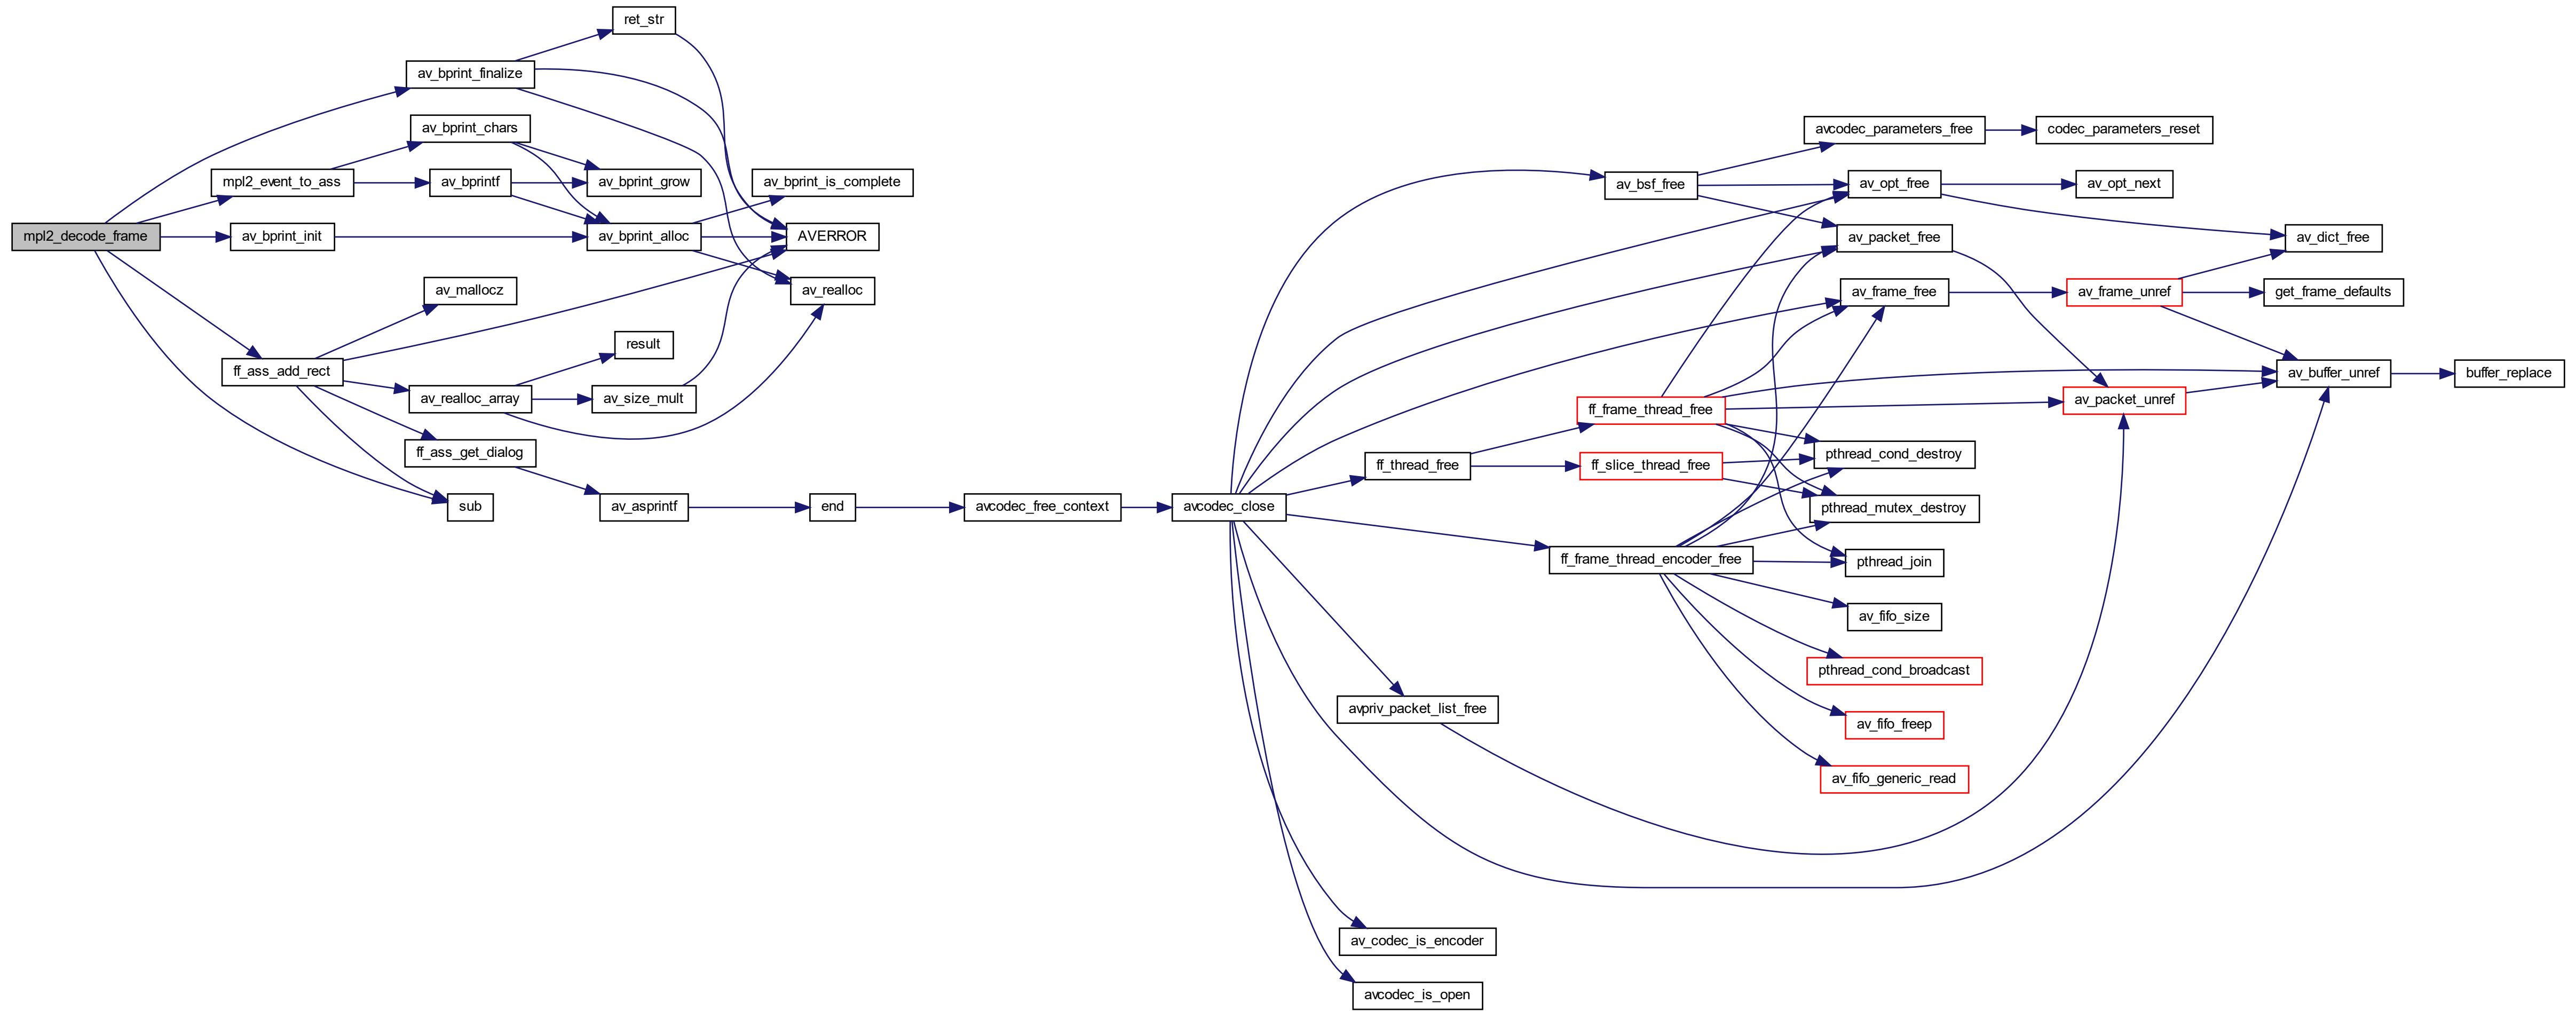 ret_str
av_bprint_finalize
av_bprint_chars
mpl2_event_to_ass
av_bprintf
av_bprint_grow
av_bprint_is_complete
mpl2_decode_frame
av_bprint_init
av_bprint_alloc
AVERROR
av_mallocz
av_realloc
ff_ass_add_rect
result
av_realloc_array
av_size_mult
ff_ass_get_dialog
sub
av_asprintf
end
avcodec_free_context
avcodec_close
avcodec_parameters_free
codec_parameters_reset
av_bsf_free
av_opt_free
av_opt_next
av_packet_free
av_dict_free
av_frame_free
av_frame_unref
get_frame_defaults
av_buffer_unref
buffer_replace
ff_frame_thread_free
av_packet_unref
ff_thread_free
ff_slice_thread_free
pthread_cond_destroy
pthread_mutex_destroy
ff_frame_thread_encoder_free
pthread_join
av_fifo_size
pthread_cond_broadcast
avpriv_packet_list_free
av_fifo_freep
av_fifo_generic_read
av_codec_is_encoder
avcodec_is_open